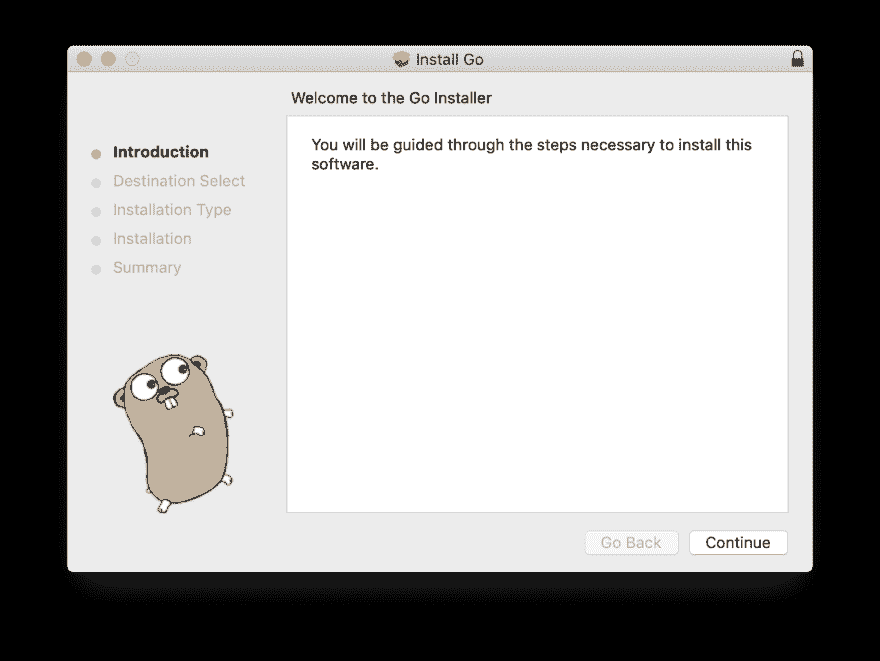 Install Go
Welcome to the Go Installer
Introduction
Destination Select
Installation Type
Installation
Summary
You will be guided through the steps necessary to install this
software.
Go Back
Continue